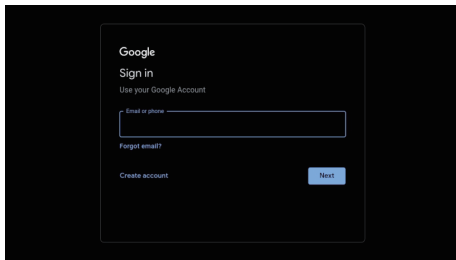 Google
Sign in
Use your Google Account
Email or phone
Forgot email?
Create account
Next